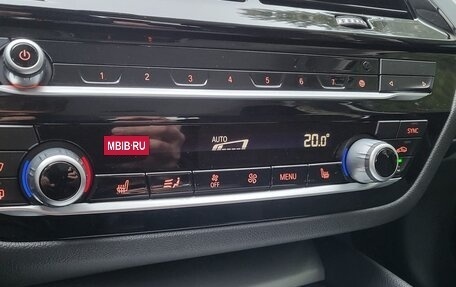 1 2 3 4 5 6 7
MBIB.RU
AUTO
20.0°
SYNC
OFF
MENU